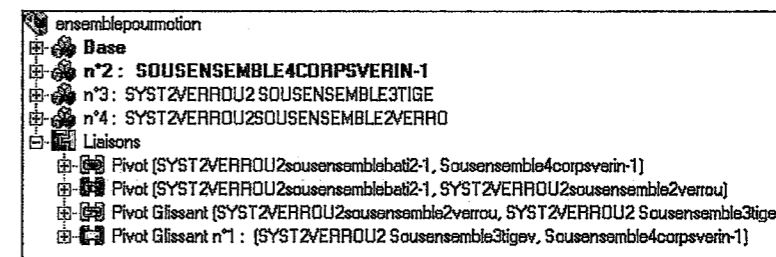 ensemblepourmotion
Base
n°2 : SOUSENSEMBLE4CORPSVERIN-1
n°3 : SYST2VERROU2 SOUSENSEMBLE3TIGE
n°4 : SYST2VERROU2SOUSENSEMBLE2VERRO
Liaisons
Pivot (SYST2VERROU2sousensemblebati2-1, Sousensemble4corpsverin-1)
Pivot (SYST2VERROU2sousensemblebati2-1, SYST2VERROU2sousensemble2verrou)
Pivot Glissant (SYST2VERROU2sousensemble2verrou, SYST2VERROU2 Sousensemble3tige
Pivot Glissant n°1 : (SYST2VERROU2 Sousensemble3tigev, Sousensemble4corpsverin-1)